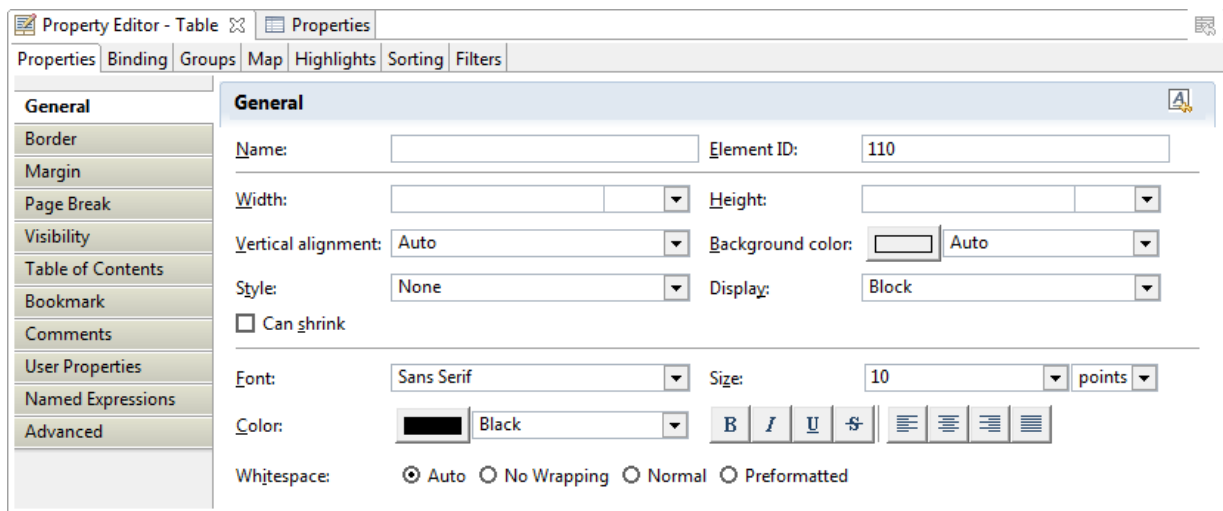 Property Editor - Table Properties
Properties Binding Groups Map Highlights Sorting Filters
General
Border
Margin
Page Break
Visibility
Table of Contents
Bookmark
Comments
User Properties
Named Expressions
Advanced
General
Name: Element ID: 110
Width: Height:
Vertical alignment: Auto Background color: Auto
Style: None Display: Block
Can shrink
Font: Sans Serif Size: 10 points
Color: Black B I U S
Whitespace: Auto No Wrapping Normal Preformatted